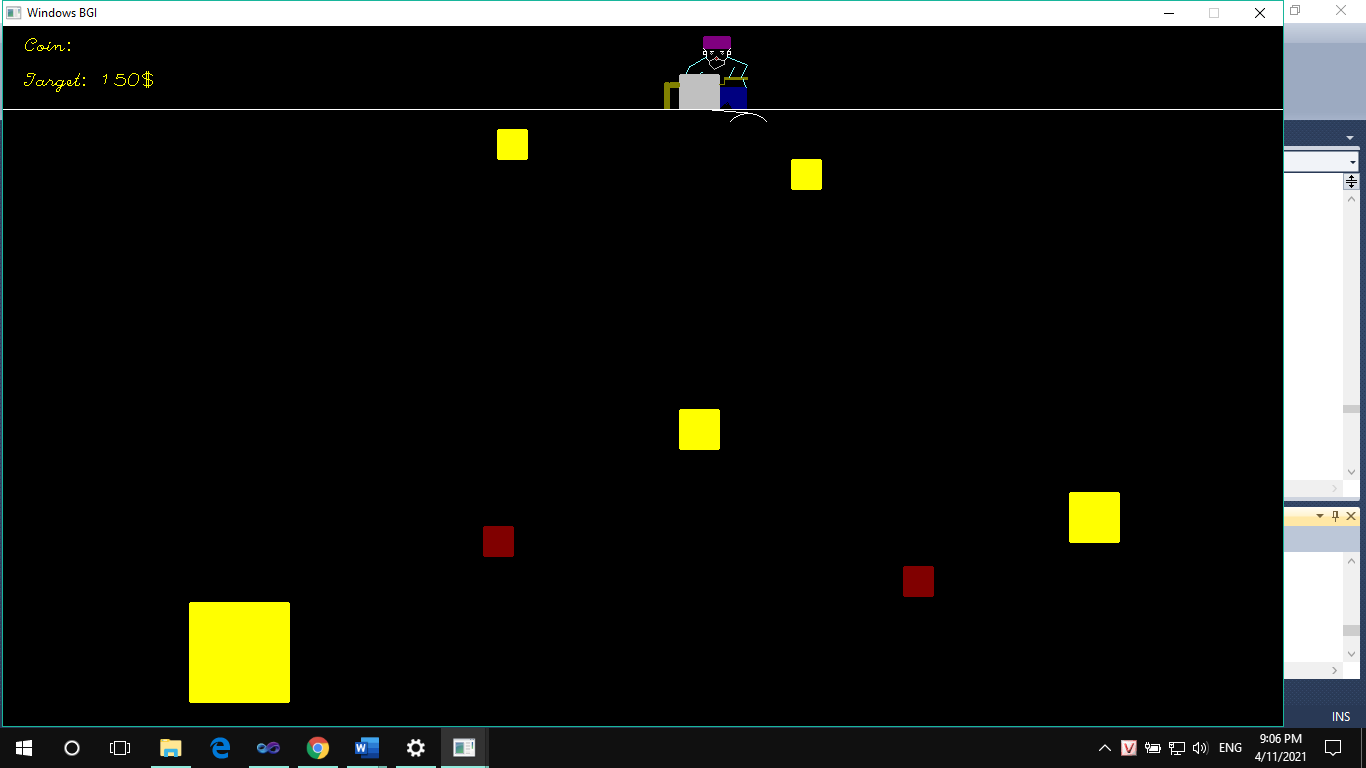 Windows BGI
Coin:
Target: 150$
INS
V
ENG
9:06 PM
4/11/2021